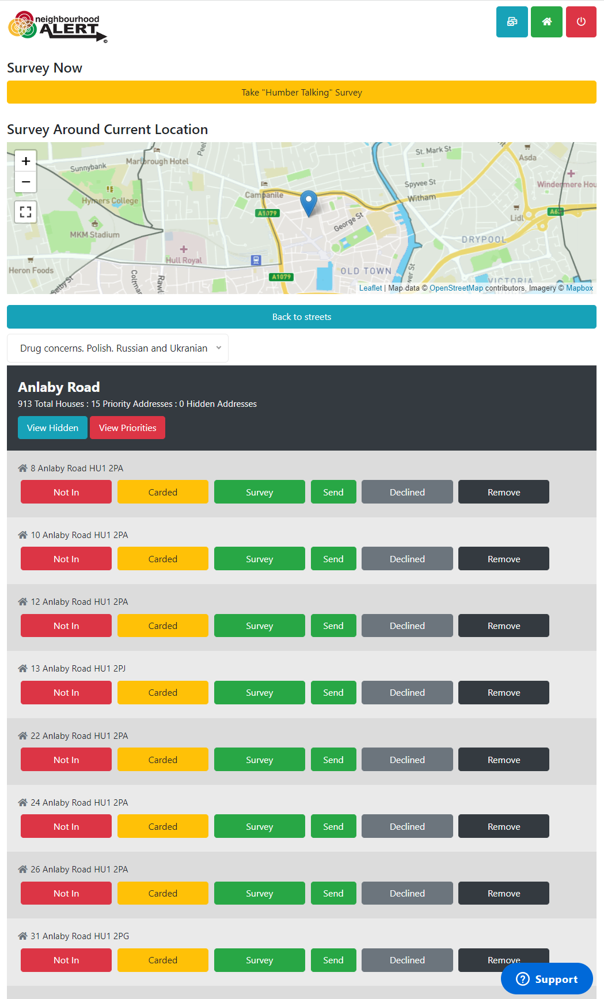 neighbourhood
ALERT
©
Survey Now
Take "Humber Talking" Survey
Survey Around Current Location
+
−
Marlborough Hotel
Peel
St. Mark St
Asda
Sunnybank
Windermere Hou
Hymers College
Campanile
Spyvee St
Witham
A1079
George St
Lidl
A63
MKM Stadium
DRYPOOL
Hull Royal
Heron Foods
OLD TOWN
Selby St
A1079
VICTORIA
Leaflet | Map data © OpenStreetMap contributors, Imagery © Mapbox
Back to streets
Drug concerns. Polish. Russian and Ukranian
Anlaby Road
913 Total Houses : 15 Priority Addresses : 0 Hidden Addresses
View Hidden View Priorities
8 Anlaby Road HU1 2PA
Not In Carded Survey Send Declined Remove
10 Anlaby Road HU1 2PA
Not In Carded Survey Send Declined Remove
12 Anlaby Road HU1 2PA
Not In Carded Survey Send Declined Remove
13 Anlaby Road HU1 2PJ
Not In Carded Survey Send Declined Remove
22 Anlaby Road HU1 2PA
Not In Carded Survey Send Declined Remove
24 Anlaby Road HU1 2PA
Not In Carded Survey Send Declined Remove
26 Anlaby Road HU1 2PA
Not In Carded Survey Send Declined Remove
31 Anlaby Road HU1 2PG
Not In Carded Survey Send Declined Remove
? Support